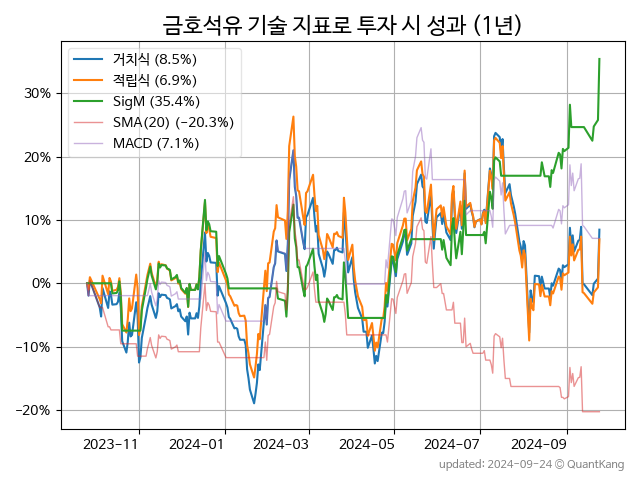 금호석유 기술 지표로 투자 시 성과 (1년)
거치식 (8.5%)
적립식 (6.9%)
SigM (35.4%)
SMA(20) (−20.3%)
MACD (7.1%)
30%
20%
10%
0%
−10%
−20%
2023−11
2024−01
2024−03
2024−05
2024−07
2024−09
updated: 2024-09-24 © QuantKang